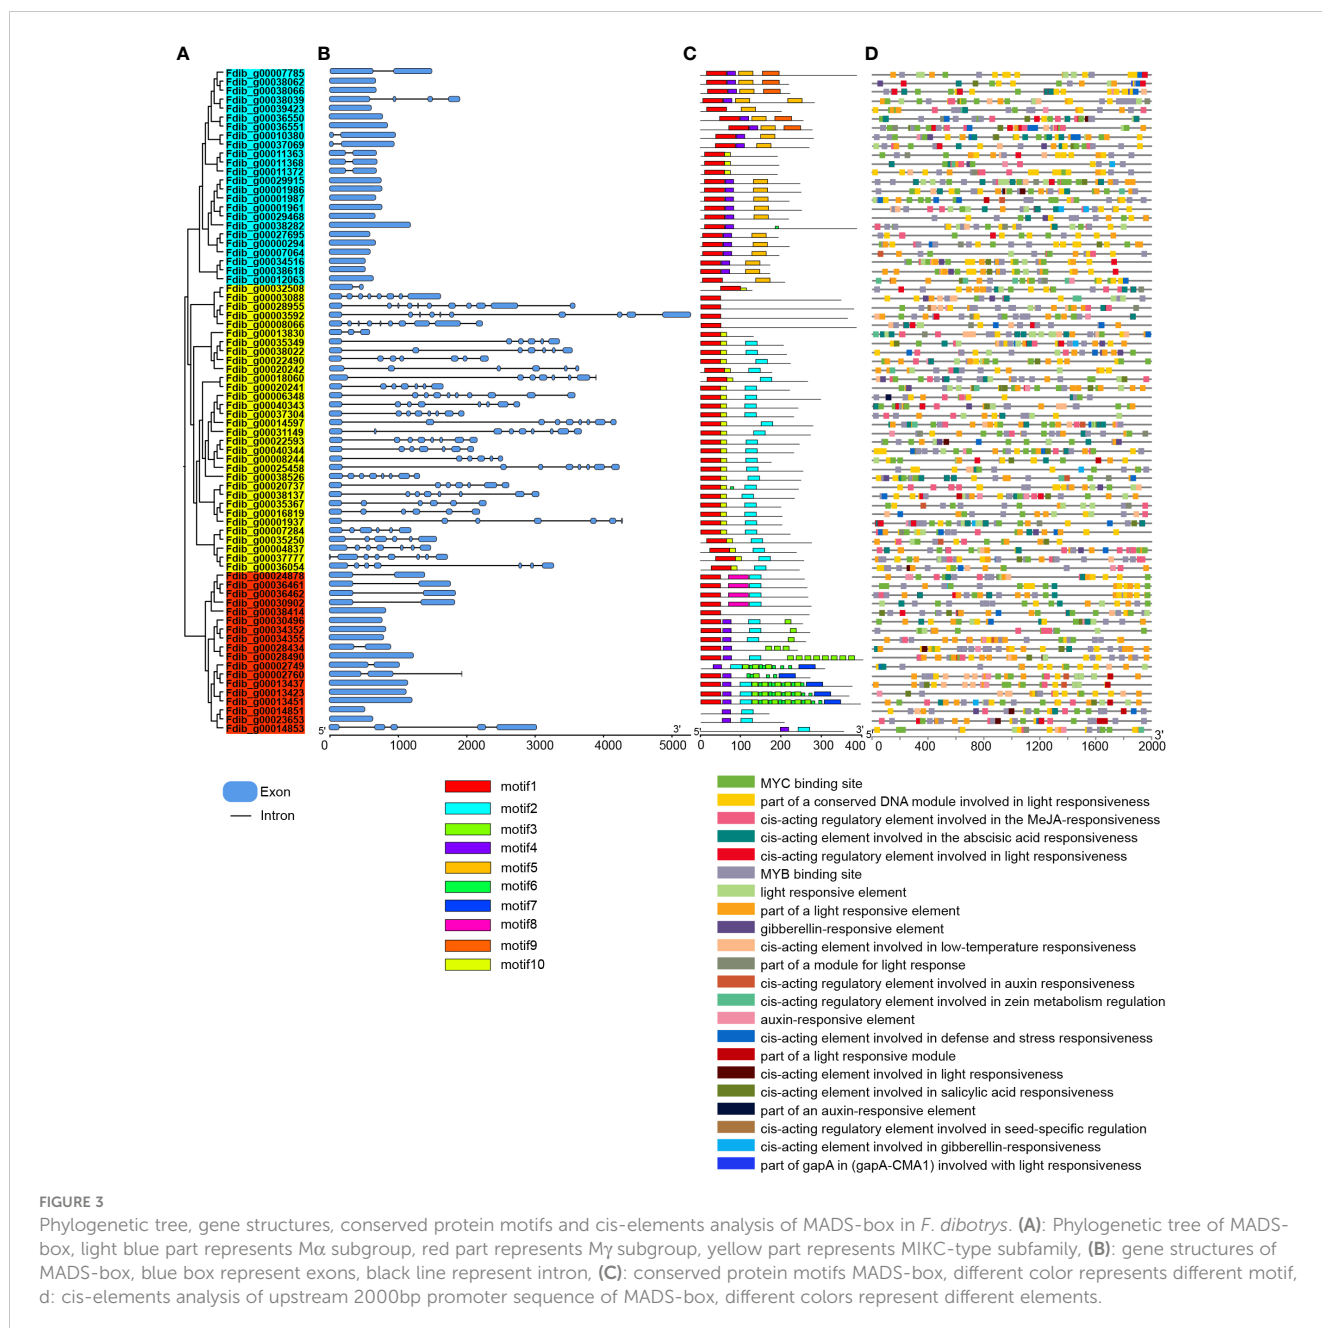 A
B
C
D
Fdib_g00007785
Fdib_g00038062
Fdib_g00038066
Fdib_g00038039
Fdib_g00039423
Fdib_g00036550
Fdib_g00036551
Fdib_g00010380
Fdib_g00037069
Fdib_g00011363
Fdib_g00011368
Fdib_g00011372
Fdib_g00029915
Fdib_g00001986
Fdib_g00001987
Fdib_g00001961
Fdib_g00029468
Fdib_g00038282
Fdib_g00027695
Fdib_g00000294
Fdib_g00007064
Fdib_g00034516
Fdib_g00038618
Fdib_g00012063
Fdib_g00032508
Fdib_g00003088
Fdib_g00028955
Fdib_g00003592
Fdib_g00008066
Fdib_g00013830
Fdib_g00035349
Fdib_g00038022
Fdib_g00022490
Fdib_g00020242
Fdib_g00018060
Fdib_g00020241
Fdib_g00006348
Fdib_g00040343
Fdib_g00037304
Fdib_g00014597
Fdib_g00031149
Fdib_g00022593
Fdib_g00040344
Fdib_g00008244
Fdib_g00025458
Fdib_g00038526
Fdib_g00020737
Fdib_g00038137
Fdib_g00035367
Fdib_g00016819
Fdib_g00001937
Fdib_g00007284
Fdib_g00035250
Fdib_g00004837
Fdib_g00037777
Fdib_g00036054
Fdib_g00024878
Fdib_g00036461
Fdib_g00036462
Fdib_g00030902
Fdib_g00038414
Fdib_g00030496
Fdib_g00034352
Fdib_g00034355
Fdib_g00028434
Fdib_g00028490
Fdib_g00002749
Fdib_g00002760
Fdib_g00013437
Fdib_g00013423
Fdib_g00013451
Fdib_g00014851
Fdib_g00023653
Fdib_g00014853
5' 3'
0 1000 2000 3000 4000 5000
5' 3'
0 100 200 300 400
5' 3'
0 400 800 1200 1600 2000
Exon
Intron
motif1
motif2
motif3
motif4
motif5
motif6
motif7
motif8
motif9
motif10
MYC binding site
part of a conserved DNA module involved in light responsiveness
cis-acting regulatory element involved in the MeJA-responsiveness
cis-acting element involved in the abscisic acid responsiveness
cis-acting regulatory element involved in light responsiveness
MYB binding site
light responsive element
part of a light responsive element
gibberellin-responsive element
cis-acting element involved in low-temperature responsiveness
part of a module for light response
cis-acting regulatory element involved in auxin responsiveness
cis-acting regulatory element involved in zein metabolism regulation
auxin-responsive element
cis-acting element involved in defense and stress responsiveness
part of a light responsive module
cis-acting element involved in light responsiveness
cis-acting element involved in salicylic acid responsiveness
part of an auxin-responsive element
cis-acting regulatory element involved in seed-specific regulation
cis-acting element involved in gibberellin-responsiveness
part of gapA in (gapA-CMA1) involved with light responsiveness
FIGURE 3
Phylogenetic tree, gene structures, conserved protein motifs and cis-elements analysis of MADS-box in F. dibotrys. (A): Phylogenetic tree of MADS-
box, light blue part represents Mα subgroup, red part represents Mγ subgroup, yellow part represents MIKC-type subfamily, (B): gene structures of
MADS-box, blue box represent exons, black line represent intron, (C): conserved protein motifs MADS-box, different color represents different motif,
d: cis-elements analysis of upstream 2000bp promoter sequence of MADS-box, different colors represent different elements.